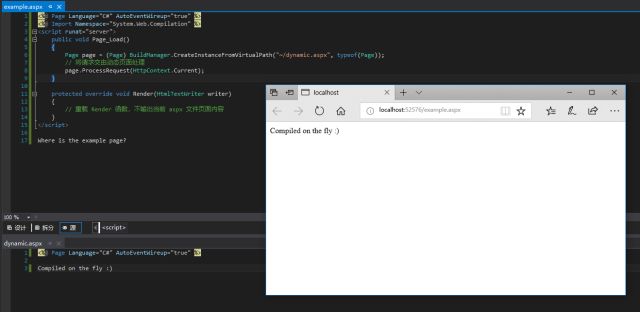 example.aspx
1 <%@ Page Language="C#" AutoEventWireup="true" %>
2 <%@ Import Namespace="System.Web.Compilation" %>
3 <script runat="server">
4 public void Page_Load()
5 {
6 Page page = (Page) BuildManager.CreateInstanceFromVirtualPath("~/dynamic.aspx", typeof(Page));
7 // 将请求交由动态页面处理
8 page.ProcessRequest(HttpContext.Current);
9 }
10
11 protected override void Render(HtmlTextWriter writer)
12 {
13 // 重载 Render 函数，不输出当前 aspx 文件页面内容
14 }
15 </script>
16
17 Where is the example page?
localhost
localhost:52576/example.aspx
Compiled on the fly :)
100 %
设计 拆分 源 <script>
dynamic.aspx
1 <%@ Page Language="C#" AutoEventWireup="true" %>
2
3 Compiled on the fly :)